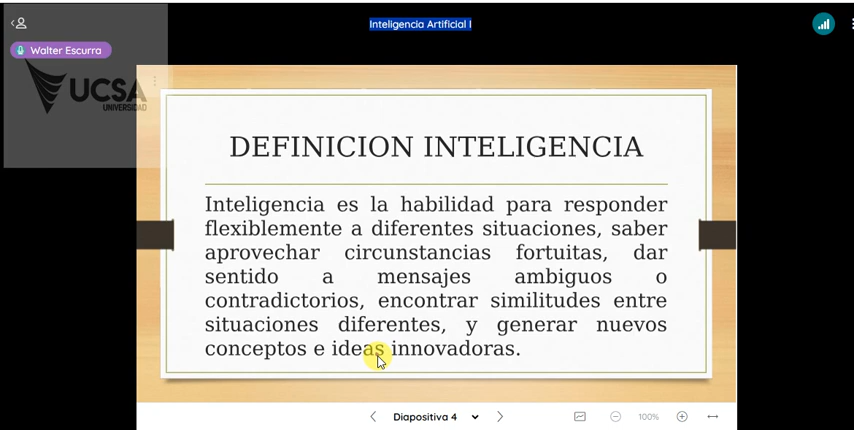 Inteligencia Artificial I
Walter Escurra
UCSA
UNIVERSIDAD
DEFINICION INTELIGENCIA
Inteligencia es la habilidad para responder
flexiblemente a diferentes situaciones, saber
aprovechar circunstancias fortuitas, dar
sentido a mensajes ambiguos o
contradictorios, encontrar similitudes entre
situaciones diferentes, y generar nuevos
conceptos e ideas innovadoras.
Diapositiva 4
100%